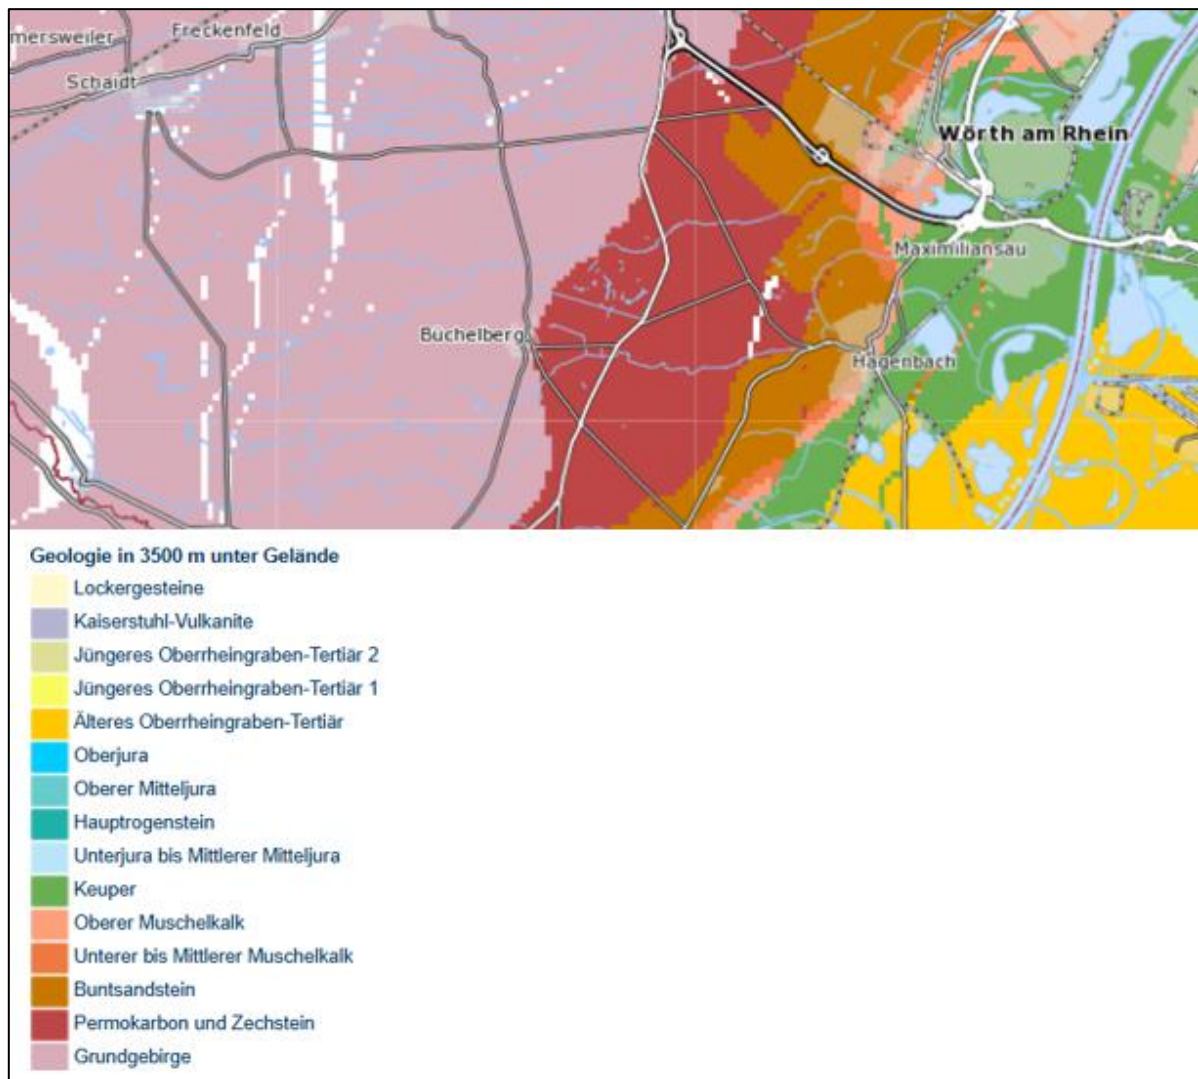 Freckenfeld
mersweiler
Schaidt
Wörth am Rhein
Maximiliansau
Büchelberg
Hagenbach
Geologie in 3500 m unter Gelände
Lockergesteine
Kaiserstuhl-Vulkanite
Jüngeres Oberrheingraben-Tertiär 2
Jüngeres Oberrheingraben-Tertiär 1
Älteres Oberrheingraben-Tertiär
Oberjura
Oberer Mitteljura
Hauptrogenstein
Unterjura bis Mittlerer Mitteljura
Keuper
Oberer Muschelkalk
Unterer bis Mittlerer Muschelkalk
Buntsandstein
Permokarbon und Zechstein
Grundgebirge